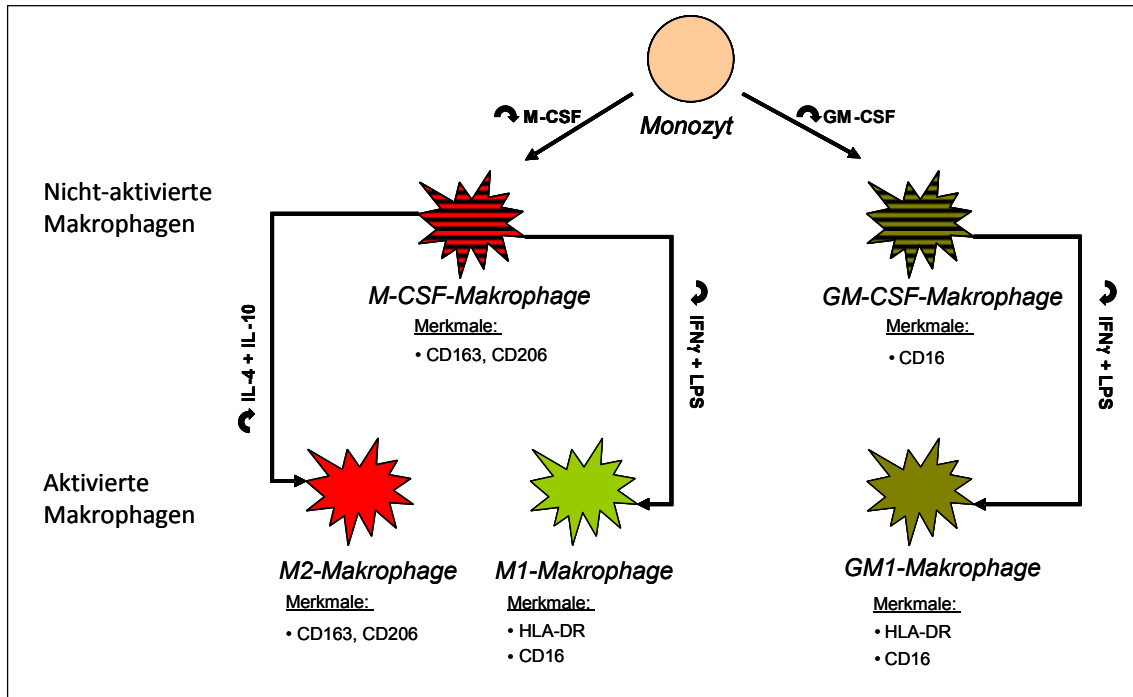 M-CSF
GM-CSF
Monozyt
Nicht-aktivierte
Makrophagen
M-CSF-Makrophage
Merkmale:
• CD163, CD206
GM-CSF-Makrophage
Merkmale:
• CD16
IL-4 + IL-10
IFNγ + LPS
IFNγ + LPS
Aktivierte
Makrophagen
M2-Makrophage
Merkmale:
• CD163, CD206
M1-Makrophage
Merkmale:
• HLA-DR
• CD16
GM1-Makrophage
Merkmale:
• HLA-DR
• CD16